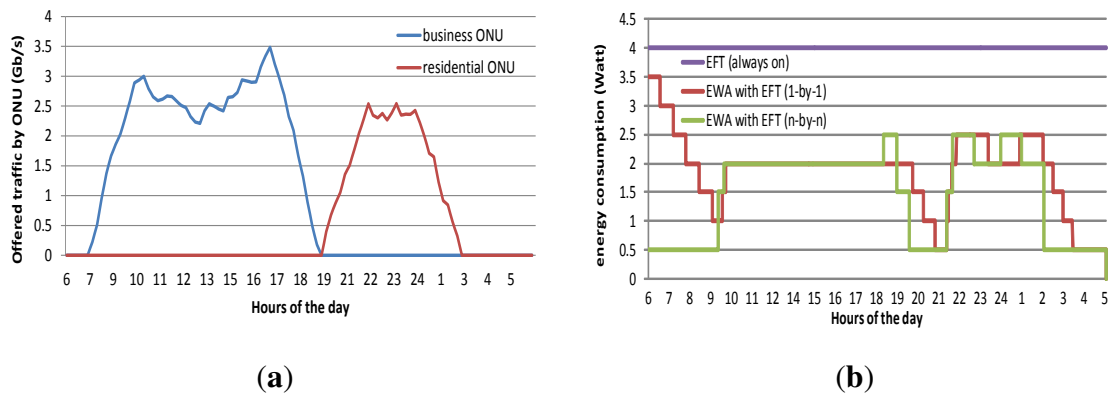 4
3.5
3
2.5
2
1.5
1
0.5
0
Offered traffic by ONU (Gb/s)
business ONU
residential ONU
6 7 9 10 11 12 13 15 16 17 18 19 21 22 23 24 1 3 4 5
Hours of the day
(a)
4.5
4
3.5
3
2.5
2
1.5
1
0.5
0
energy consumption (Watt)
EFT (always on)
EWA with EFT (1-by-1)
EWA with EFT (n-by-n)
6 7 8 9 10 12 13 14 15 16 17 18 19 20 21 22 23 24 1 2 3 4 5
Hours of the day
(b)